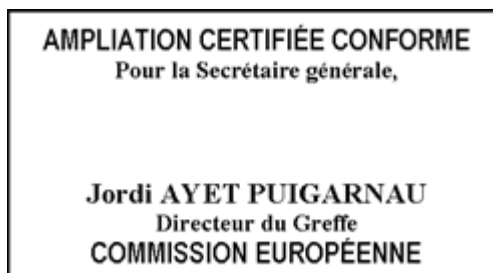 AMPLIATION CERTIFIÉE CONFORME
Pour la Secrétaire générale,
Jordi AYET PUIGARNAU
Directeur du Greffe
COMMISSION EUROPÉENNE